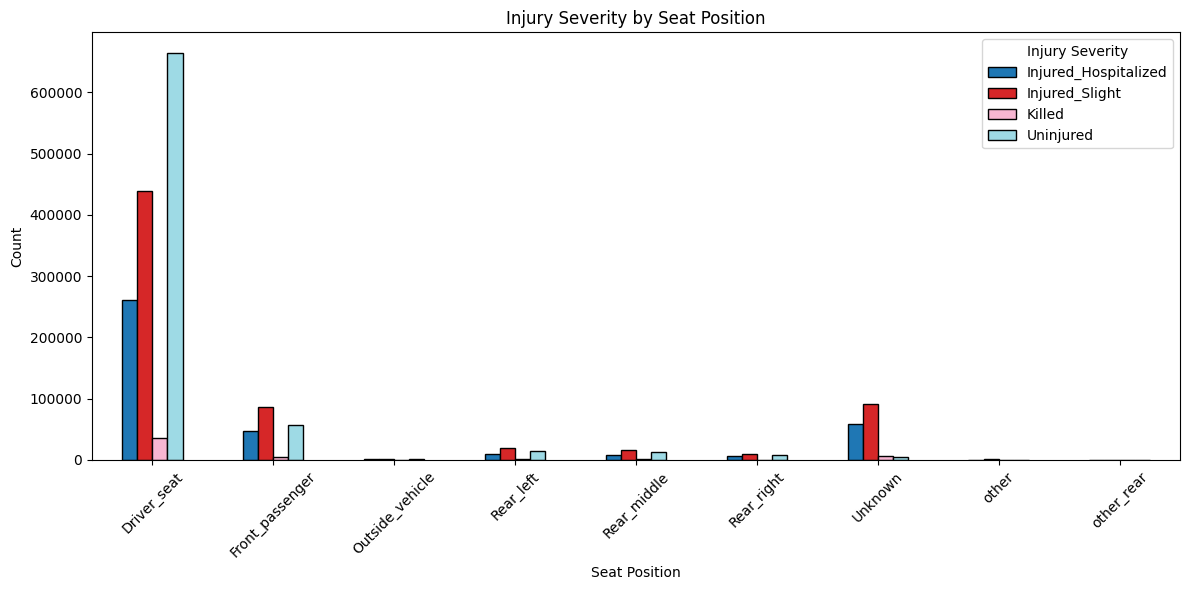 Injury Severity by Seat Position
Injury Severity
Injured_Hospitalized
Injured_Slight
Killed
Uninjured
Count
600000
500000
400000
300000
200000
100000
0
Driver_seat
Front_passenger
Outside_vehicle
Rear_left
Rear_middle
Rear_right
Unknown
other
other_rear
Seat Position